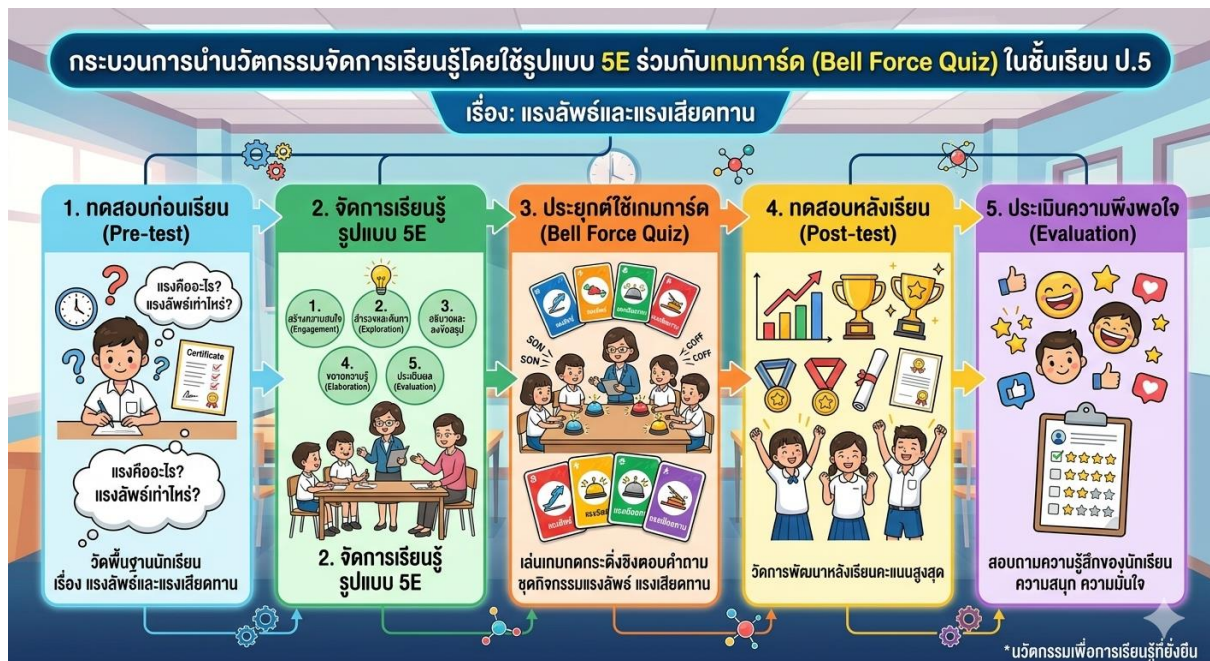 กระบวนการนำนวัตกรรมจัดการเรียนรู้โดยใช้รูปแบบ 5E ร่วมกับเกมการ์ด (Bell Force Quiz) ในชั้นเรียน ป.5
เรื่อง: แรงลัพธ์และแรงเสียดทาน
1. ทดสอบก่อนเรียน
(Pre-test)
แรงคืออะไร?
แรงลัพธ์เท่าไหร่?
Certificate
แรงคืออะไร?
แรงลัพธ์เท่าไหร่?
วัดพื้นฐานนักเรียน
เรื่อง แรงลัพธ์และแรงเสียดทาน
2. จัดการเรียนรู้
รูปแบบ 5E
1.
สร้างความสนใจ
(Engagement)
2.
สำรวจและค้นหา
(Exploration)
3.
ลงข้อสรุป
4.
ขยายความรู้
(Elaboration)
5.
ประเมินผล
(Evaluation)
2. จัดการเรียนรู้
รูปแบบ 5E
3. ประยุกต์ใช้เกมการ์ด
(Bell Force Quiz)
SON
SON
COFF
COFF
เล่นเกมกดกระดิ่งชิงตอบคำถาม
ชุดกิจกรรมแรงลัพธ์ แรงเสียดทาน
4. ทดสอบหลังเรียน
(Post-test)
วัดการพัฒนาหลังเรียนคะแนนสูงสุด
5. ประเมินความพึงพอใจ
(Evaluation)
สอบถามความรู้สึกของนักเรียน
ความสนุก ความมั่นใจ
*นวัตกรรมเพื่อการเรียนรู้ที่ยั่งยืน